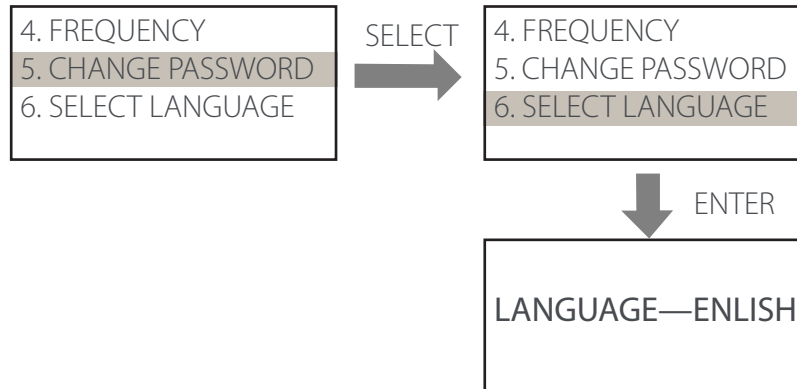 4. FREQUENCY
5. CHANGE PASSWORD
6. SELECT LANGUAGE
SELECT
4. FREQUENCY
5. CHANGE PASSWORD
6. SELECT LANGUAGE
ENTER
LANGUAGE—ENLISH